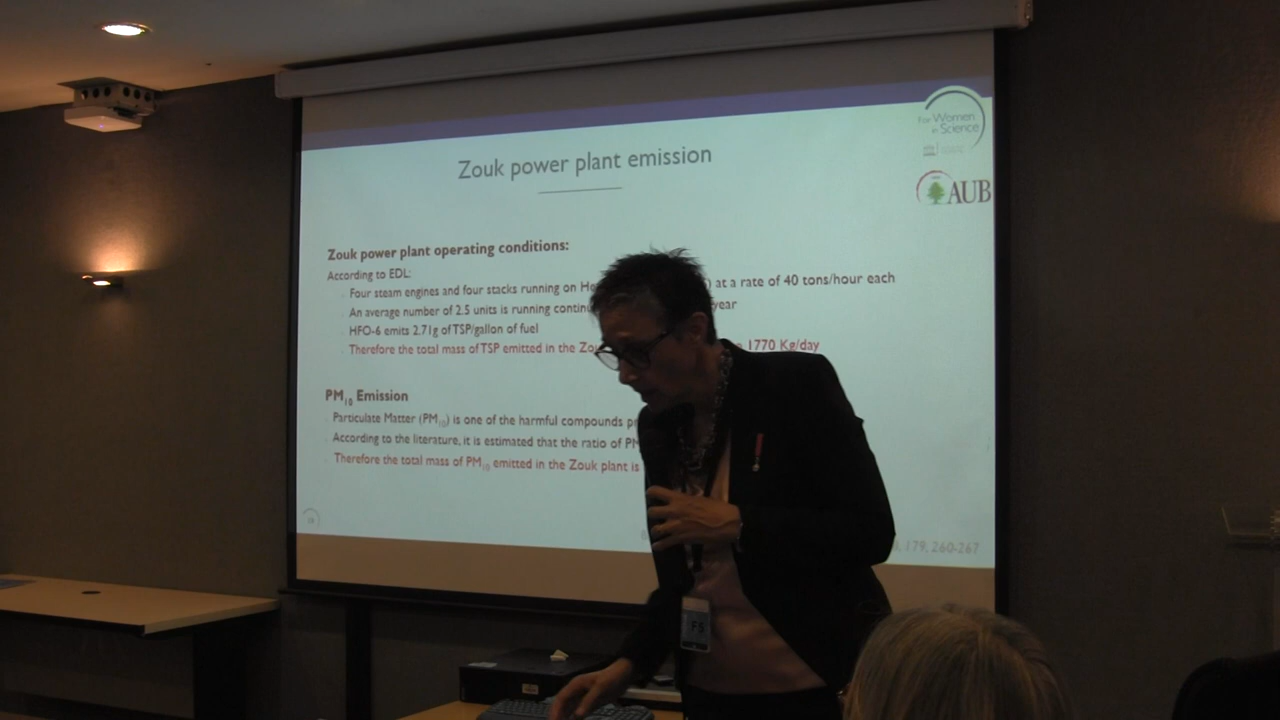 For Women
in Science
AUB
Zouk power plant emission
Zouk power plant operating conditions:
According to EDL:
Four steam engines and four stacks running on He at a rate of 40 tons/hour each
An average number of 2.5 units is running contin year
HFO-6 emits 2.71g of TSP/gallon of fuel
Therefore the total mass of TSP emitted in the Zou 1770 Kg/day
PM10 Emission
Particulate Matter (PM10) is one of the harmful compounds
According to the literature, it is estimated that the ratio of PM
Therefore the total mass of PM10 emitted in the Zouk plant is
179, 260-267
F5